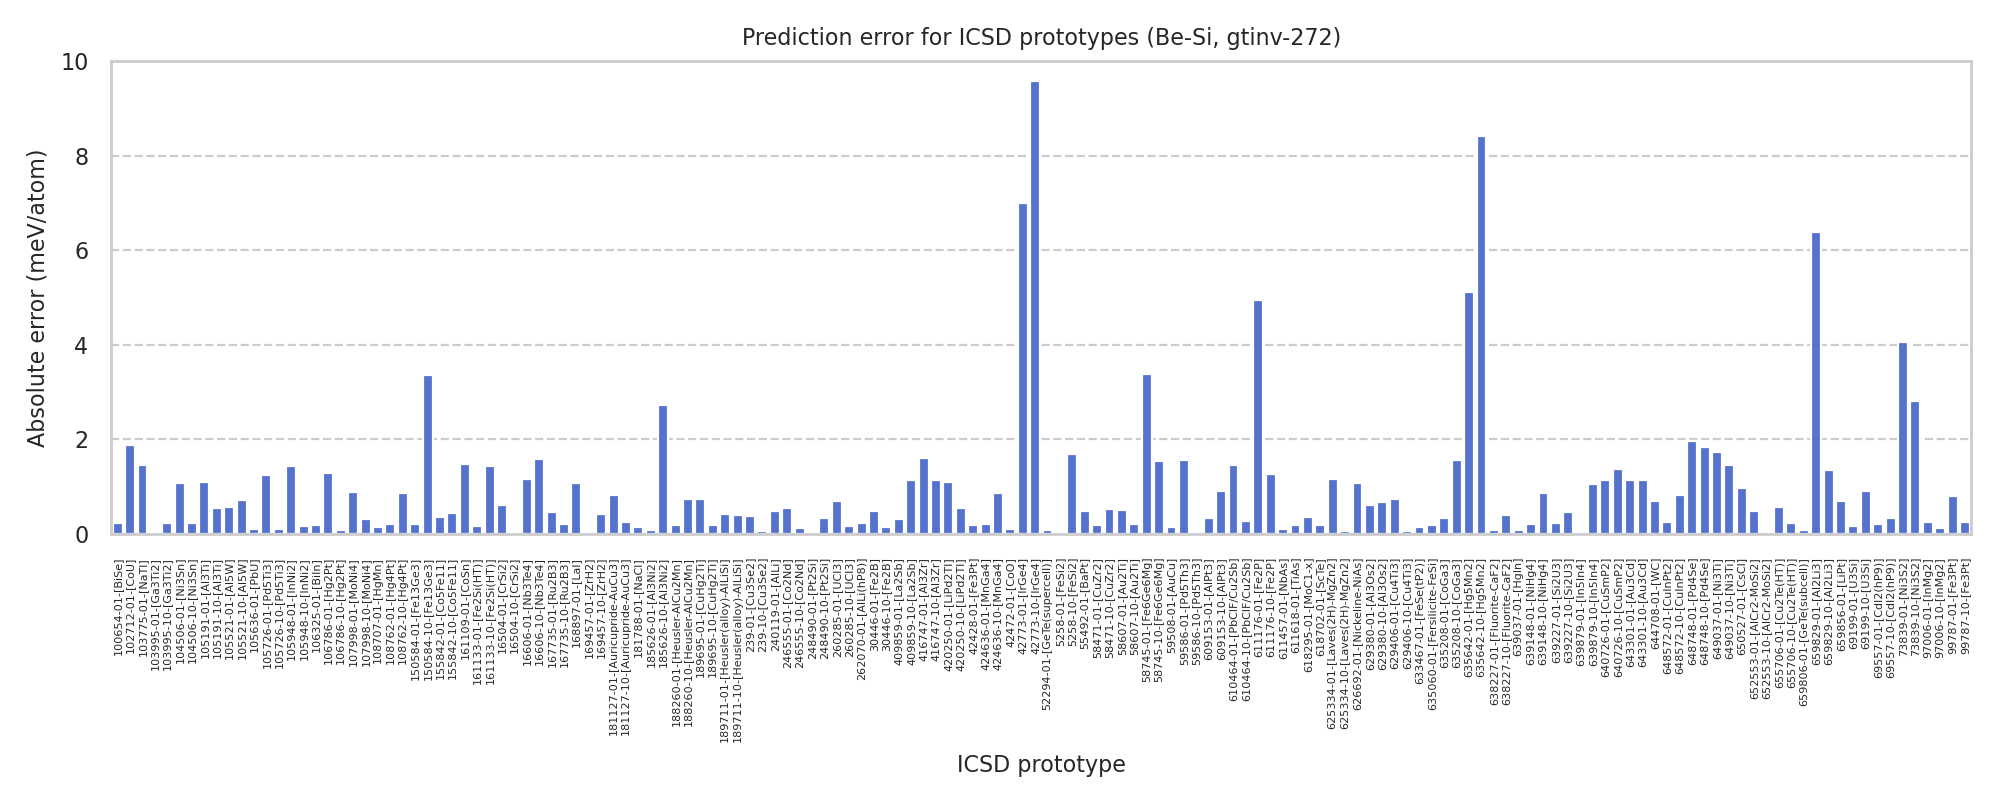 Prediction error for ICSD prototypes (Be-Si, gtinv-272)
Absolute error (meV/atom)
10
8
6
4
2
0
100654-01-[BiSe]
102712-01-[CoU]
103775-01-[NaTl]
103995-01-[Ga3Ti2]
103995-10-[Ga3Ti2]
104506-01-[Ni3Sn]
104506-10-[Ni3Sn]
105191-01-[Al3Ti]
105191-10-[Al3Ti]
105521-01-[Al5W]
105521-10-[Al5W]
105636-01-[PbU]
105726-01-[Pd5Ti3]
105726-10-[Pd5Ti3]
105948-01-[InNi2]
105948-10-[InNi2]
106325-01-[BiIn]
106786-01-[Hg2Pt]
106786-10-[Hg2Pt]
107998-01-[MoNi4]
107998-10-[MoNi4]
108707-01-[HgMn]
108762-01-[Hg4Pt]
108762-10-[Hg4Pt]
150584-01-[Fe13Ge3]
150584-10-[Fe13Ge3]
155842-01-[Co5Fe11]
155842-10-[Co5Fe11]
161109-01-[CoSn]
161133-01-[Fe2Si(HT)]
161133-10-[Fe2Si(HT)]
16504-01-[CrSi2]
16504-10-[CrSi2]
16606-01-[Nb3Te4]
16606-10-[Nb3Te4]
167735-01-[Ru2B3]
167735-10-[Ru2B3]
168897-01-[LaI]
169457-01-[ZrH2]
169457-10-[ZrH2]
181127-01-[Auricupride-AuCu3]
181127-10-[Auricupride-AuCu3]
181788-01-[NaCl]
185626-01-[Al3Ni2]
185626-10-[Al3Ni2]
188260-01-[Heusler-AlCu2Mn]
188260-10-[Heusler-AlCu2Mn]
189695-01-[CuHg2Ti]
189695-10-[CuHg2Ti]
189711-01-[Heusler(alloy)-AlLiSi]
189711-10-[Heusler(alloy)-AlLiSi]
239-01-[Cu3Se2]
239-10-[Cu3Se2]
240119-01-[AlLi]
246555-01-[Co2Nd]
246555-10-[Co2Nd]
248490-01-[Pt2Si]
248490-10-[Pt2Si]
260285-01-[UCl3]
260285-10-[UCl3]
262070-01-[AlLi(hP8)]
30446-01-[Fe2B]
30446-10-[Fe2B]
409859-01-[La2Sb]
409859-10-[La2Sb]
416747-01-[Al3Zr]
416747-10-[Al3Zr]
420250-01-[LiPd2Tl]
420250-10-[LiPd2Tl]
42428-01-[Fe3Pt]
424636-01-[MnGa4]
424636-10-[MnGa4]
42472-01-[CoO]
42773-01-[IrGe4]
42773-10-[IrGe4]
52294-01-[GeTe(supercell)]
5258-01-[FeSi2]
5258-10-[FeSi2]
55492-01-[BaPt]
58471-01-[CuZr2]
58471-10-[CuZr2]
58607-01-[Au2Ti]
58607-10-[Au2Ti]
58745-01-[Fe6Ge6Mg]
58745-10-[Fe6Ge6Mg]
59508-01-[AuCu]
59586-01-[Pd5Th3]
59586-10-[Pd5Th3]
609153-01-[AlPt3]
609153-10-[AlPt3]
610464-01-[PbClF/Cu2Sb]
610464-10-[PbClF/Cu2Sb]
611176-01-[Fe2P]
611176-10-[Fe2P]
611457-01-[NbAs]
611618-01-[TiAs]
618295-01-[MoC1-x]
618702-01-[ScTe]
625334-01-[Laves(2H)-MgZn2]
625334-10-[Laves(2H)-MgZn2]
626692-01-[Nickeline-NiAs]
629380-01-[Al3Os2]
629380-10-[Al3Os2]
629406-01-[Cu4Ti3]
629406-10-[Cu4Ti3]
633467-01-[FeSe(tP2)]
635060-01-[Fersilicite-FeSi]
635208-01-[CoGa3]
635208-10-[CoGa3]
635642-01-[Hg5Mn2]
635642-10-[Hg5Mn2]
638227-01-[Fluorite-CaF2]
638227-10-[Fluorite-CaF2]
639037-01-[HgIn]
639148-01-[NiHg4]
639148-10-[NiHg4]
639227-01-[Si2U3]
639227-10-[Si2U3]
639879-01-[In5In4]
639879-10-[In5In4]
640726-01-[CuSmP2]
640726-10-[CuSmP2]
643301-01-[Au3Cd]
643301-10-[Au3Cd]
644708-01-[WC]
648572-01-[CuInPt2]
648572-10-[CuInPt2]
648748-01-[Pd4Se]
648748-10-[Pd4Se]
649037-01-[Ni3Ti]
649037-10-[Ni3Ti]
650527-01-[CsCl]
652553-01-[AlCr2-MoSi2]
652553-10-[AlCr2-MoSi2]
655706-01-[Cu2Te(HT)]
655706-10-[Cu2Te(HT)]
659806-01-[GeTe(subcell)]
659829-01-[Al2Li3]
659829-10-[Al2Li3]
659856-01-[LiPt]
69199-01-[U3Si]
69199-10-[U3Si]
69557-01-[CdI2(hP9)]
69557-10-[CdI2(hP9)]
73839-01-[Ni3S2]
73839-10-[Ni3S2]
97006-01-[InMg2]
97006-10-[InMg2]
99787-01-[Fe3Pt]
99787-10-[Fe3Pt]
ICSD prototype